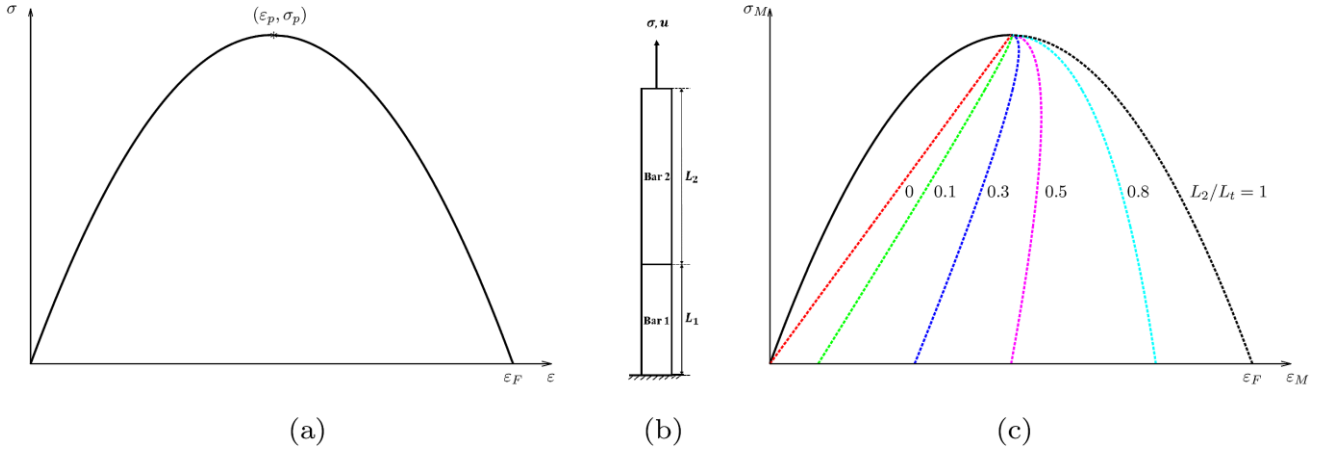 σ
(ε_p, σ_p)
ε_F
ε
(a)
σ, u
Bar 2
L_2
Bar 1
L_1
(b)
σ_M
0
0.1
0.3
0.5
0.8
L_2/L_t = 1
ε_F
ε_M
(c)